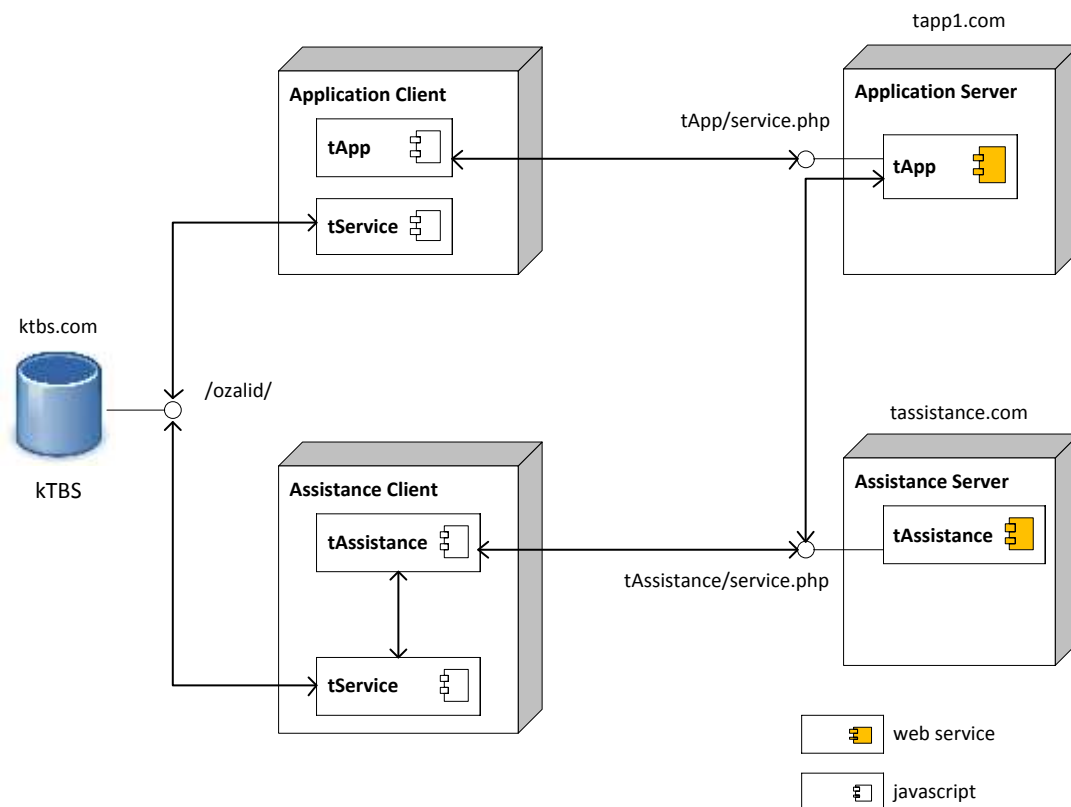 tapp1.com
Application Client
Application Server
tApp/service.php
tApp
tApp
tService
ktbs.com
/ozalid/
kTBS
tassistance.com
Assistance Client
Assistance Server
tAssistance
tAssistance
tAssistance/service.php
tService
web service
javascript